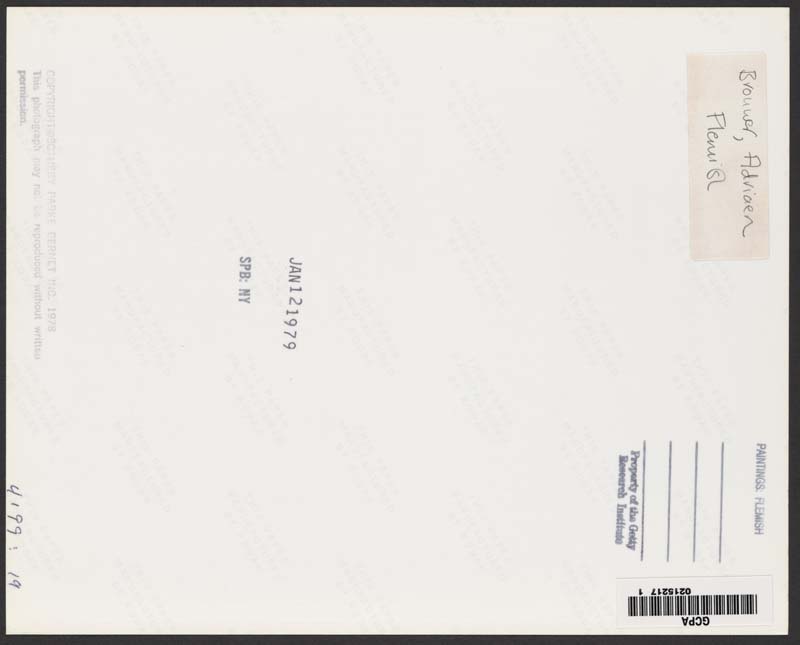 Brouwer, Adriaen
Flemish
PAINTINGS: FLEMISH
Property of the Getty
Research Institute
JAN 12 1979
SPB: NY
COPYRIGHT SOTHEBY PARKE BERNET INC. 1978
This photograph may not be reproduced without written
permission.
4199 : 19
GCPA
0215217 1